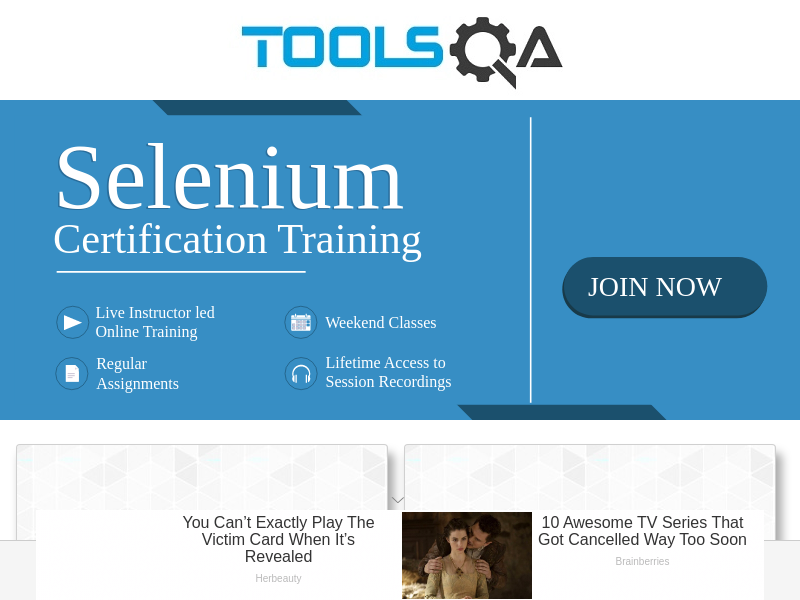 TOOLSQA
Selenium
Certification Training
JOIN NOW
Live Instructor led
Online Training
Weekend Classes
Regular
Assignments
Lifetime Access to
Session Recordings
You Can’t Exactly Play The
Victim Card When It’s
Revealed
Herbeauty
10 Awesome TV Series That
Got Cancelled Way Too Soon
Brainberries